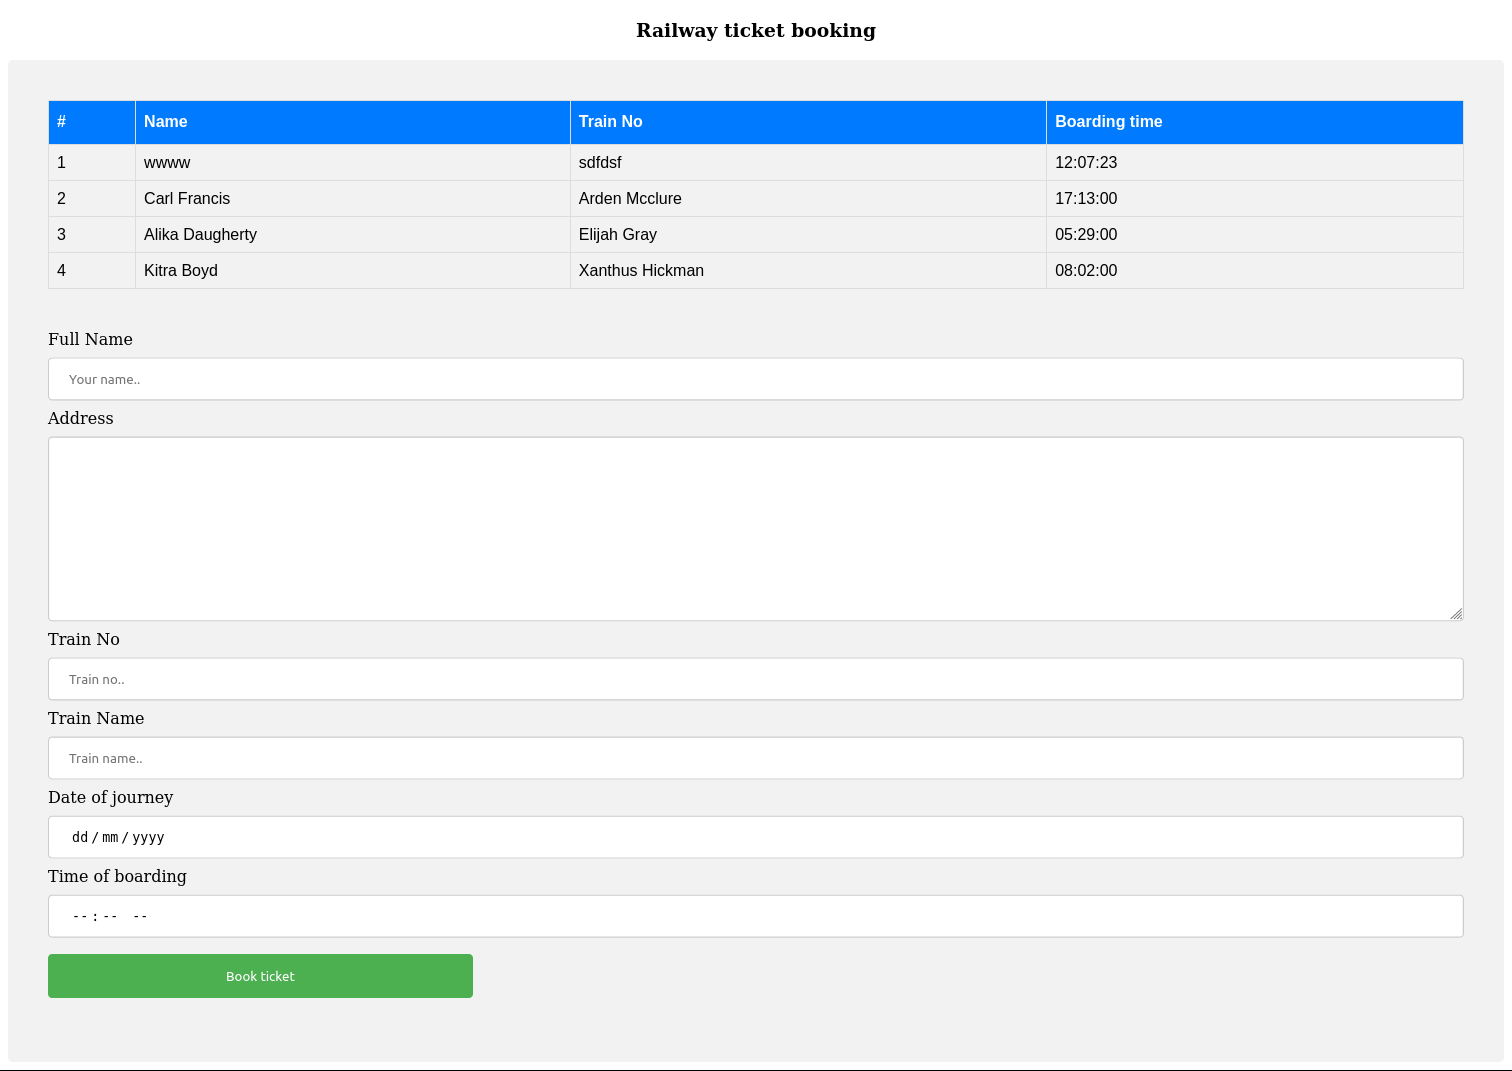 Railway ticket booking
# Name Train No Boarding time
1 wwww sdfdsf 12:07:23
2 Carl Francis Arden Mcclure 17:13:00
3 Alika Daugherty Elijah Gray 05:29:00
4 Kitra Boyd Xanthus Hickman 08:02:00
Full Name
Your name..
Address
Train No
Train no..
Train Name
Train name..
Date of journey
dd/mm/yyyy
Time of boarding
--:-- --
Book ticket